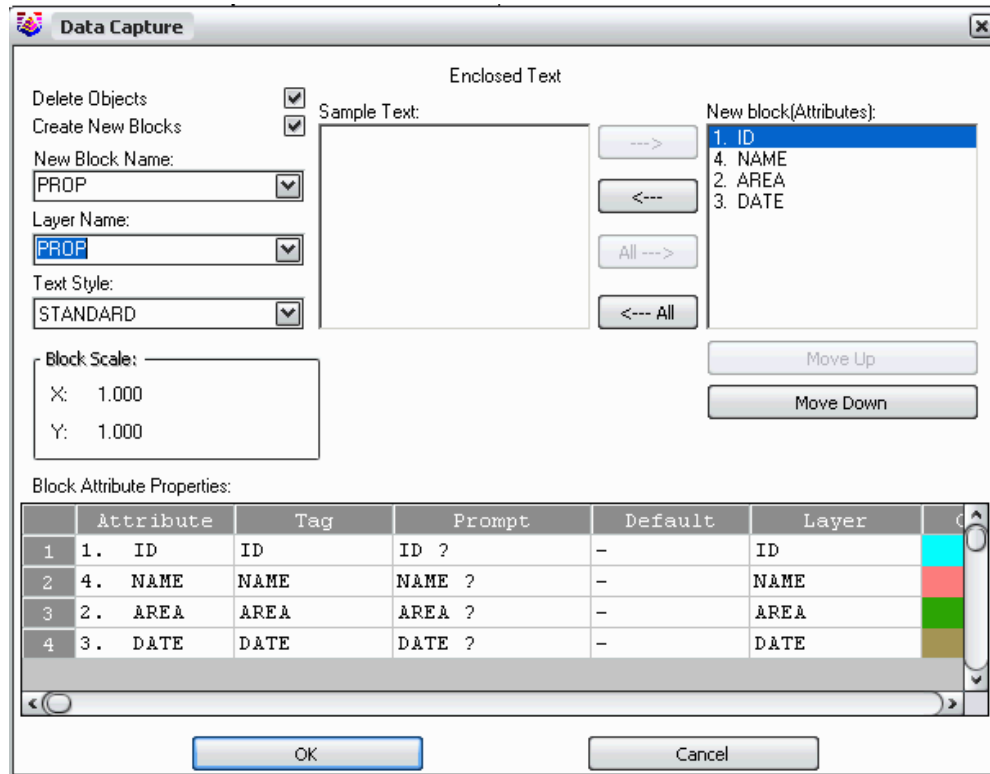 Data Capture
Enclosed Text
Delete Objects
Create New Blocks
New Block Name:
PROP
Layer Name:
PROP
Text Style:
STANDARD
Sample Text:
--->
<---
All --->
<--- All
New block(Attributes):
1. ID
4. NAME
2. AREA
3. DATE
Move Up
Move Down
Block Scale:
X: 1.000
Y: 1.000
Block Attribute Properties:
Attribute Tag Prompt Default Layer
1 1. ID ID ID ? – ID
2 4. NAME NAME NAME ? – NAME
3 2. AREA AREA AREA ? – AREA
4 3. DATE DATE DATE ? – DATE
OK Cancel